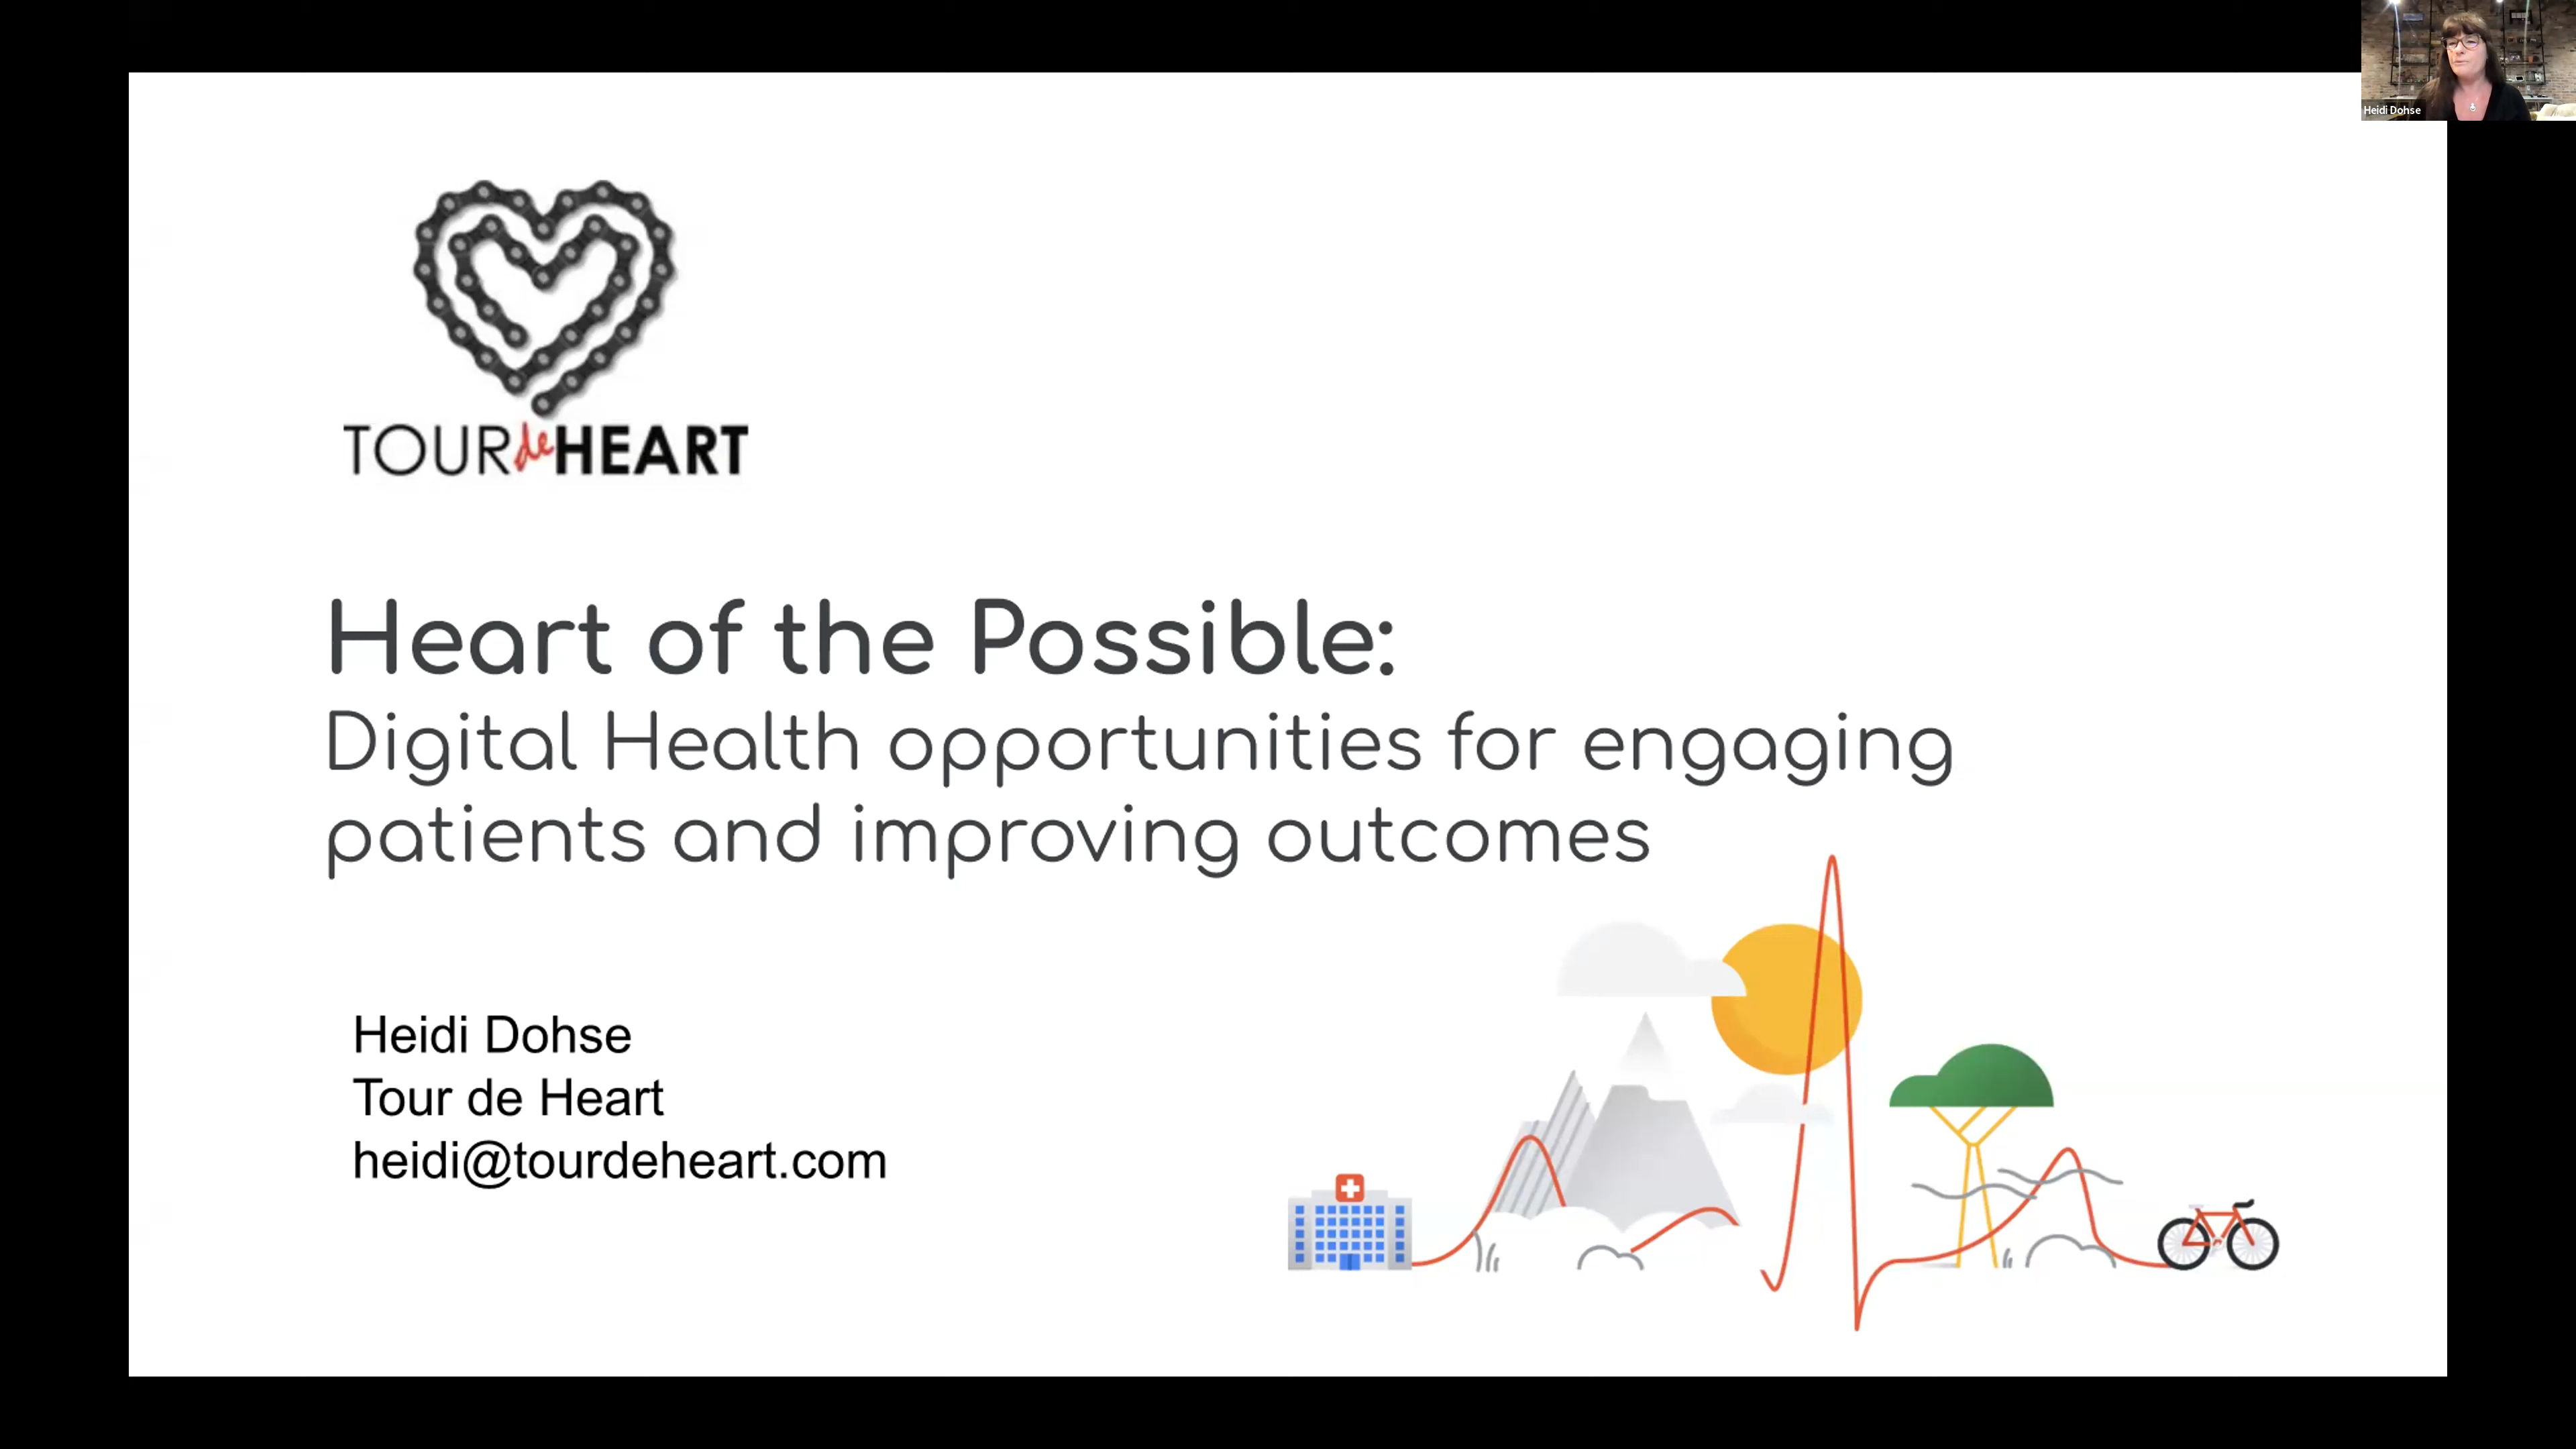 Heidi Dohse
TOUR de HEART
Heart of the Possible:
Digital Health opportunities for engaging
patients and improving outcomes
Heidi Dohse
Tour de Heart
heidi@tourdeheart.com